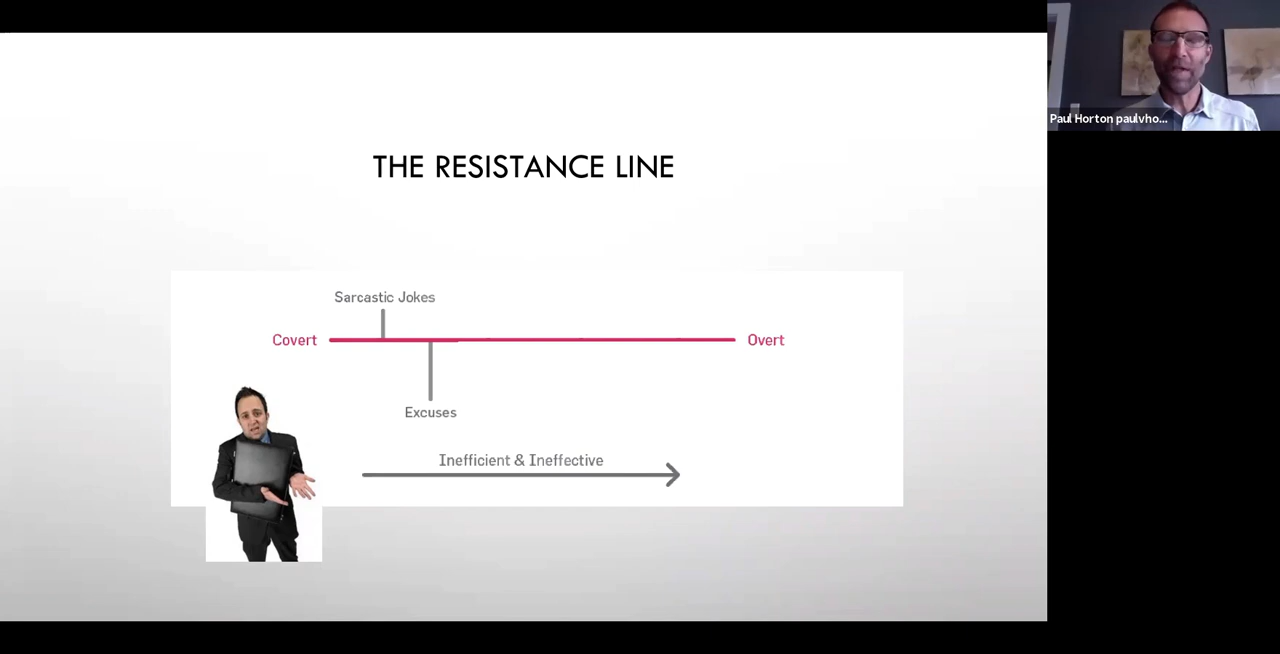 THE RESISTANCE LINE
Sarcastic Jokes
Covert
Overt
Excuses
Inefficient & Ineffective
Paul Horton paulvho...